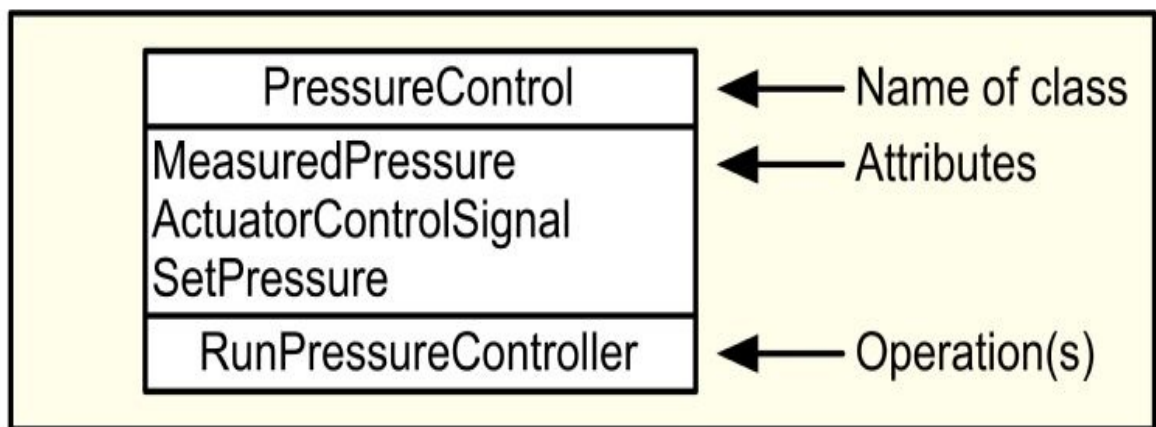 PressureControl
Name of class
MeasuredPressure
Attributes
ActuatorControlSignal
SetPressure
RunPressureController
Operation(s)